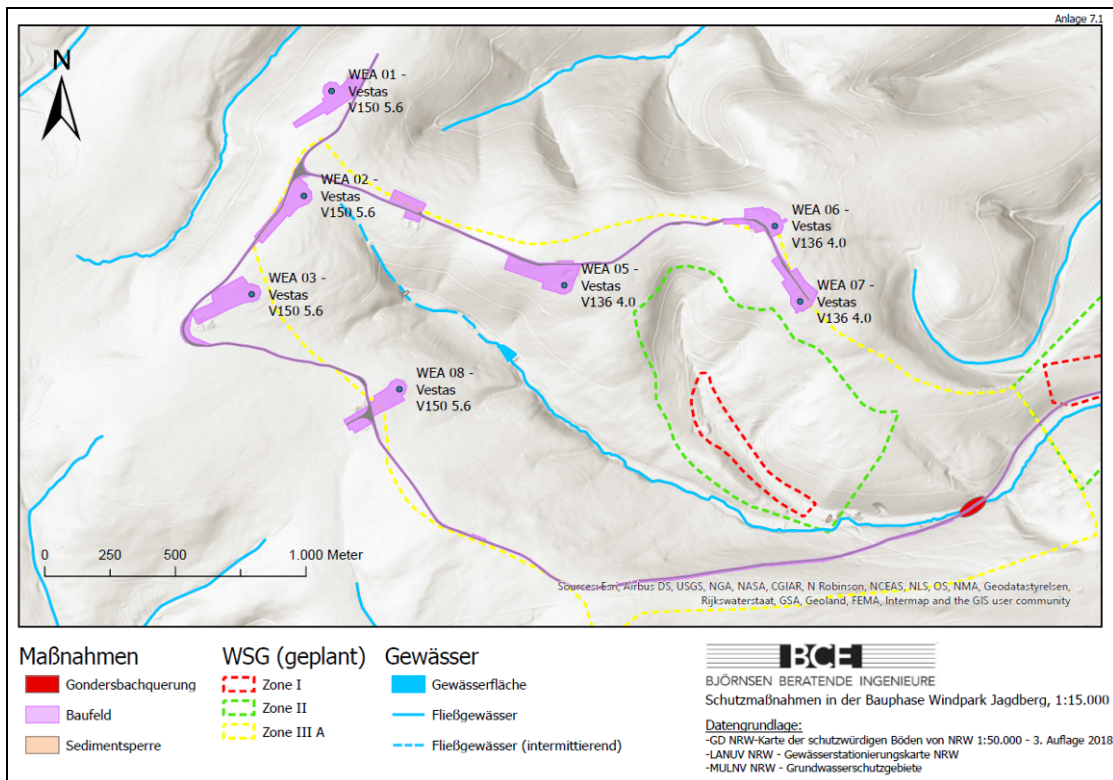 Anlage 7.1
N
WEA 01 -
Vestas
V150 5.6
WEA 02 -
Vestas
V150 5.6
WEA 03 -
Vestas
V150 5.6
WEA 05 -
Vestas
V136 4.0
WEA 06 -
Vestas
V136 4.0
WEA 07 -
Vestas
V136 4.0
WEA 08 -
Vestas
V150 5.6
0 250 500 1.000 Meter
Sources: Esri, Airbus DS, USGS, NGA, NASA, CGIAR, N Robinson, NCEAS, NLS, OS, NMA, Geodatastyrelsen,
Rijkswaterstaat, GSA, Geoland, FEMA, Intermap and the GIS user community
Maßnahmen
Gondersbachquerung
Baufeld
Sedimentsperre
WSG (geplant)
Zone I
Zone II
Zone III A
Gewässer
Gewässerfläche
Fließgewässer
Fließgewässer (intermittierend)
BCE
BJÖRNSEN BERATENDE INGENIEURE
Schutzmaßnahmen in der Bauphase Windpark Jagdberg, 1:15.000
Datengrundlage:
-GD NRW-Karte der schutzwürdigen Böden von NRW 1:50.000 - 3. Auflage 2018
-LANUV NRW - Gewässerstationierungskarte NRW
-MULNV NRW - Grundwasserschutzgebiete